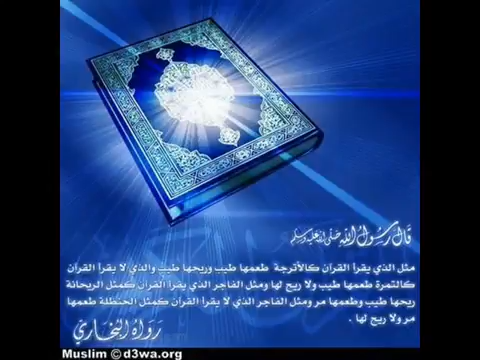 قال رسول الله صلى الله عليه وسلم
مثل الذي يقرأ القرآن كالأترجة طعمها طيب وريحها طيب والذي لا يقرأ القرآن
كالتمرة طعمها طيب ولا ريح لها ومثل الفاجر الذي يقرأ القرآن كمثل الريحانة
ريحها طيب وطعمها مر ومثل الفاجر الذي لا يقرأ القرآن كمثل الحنظلة طعمها
مر ولا ريح لها .
رواه البخاري
Muslim © d3wa.org